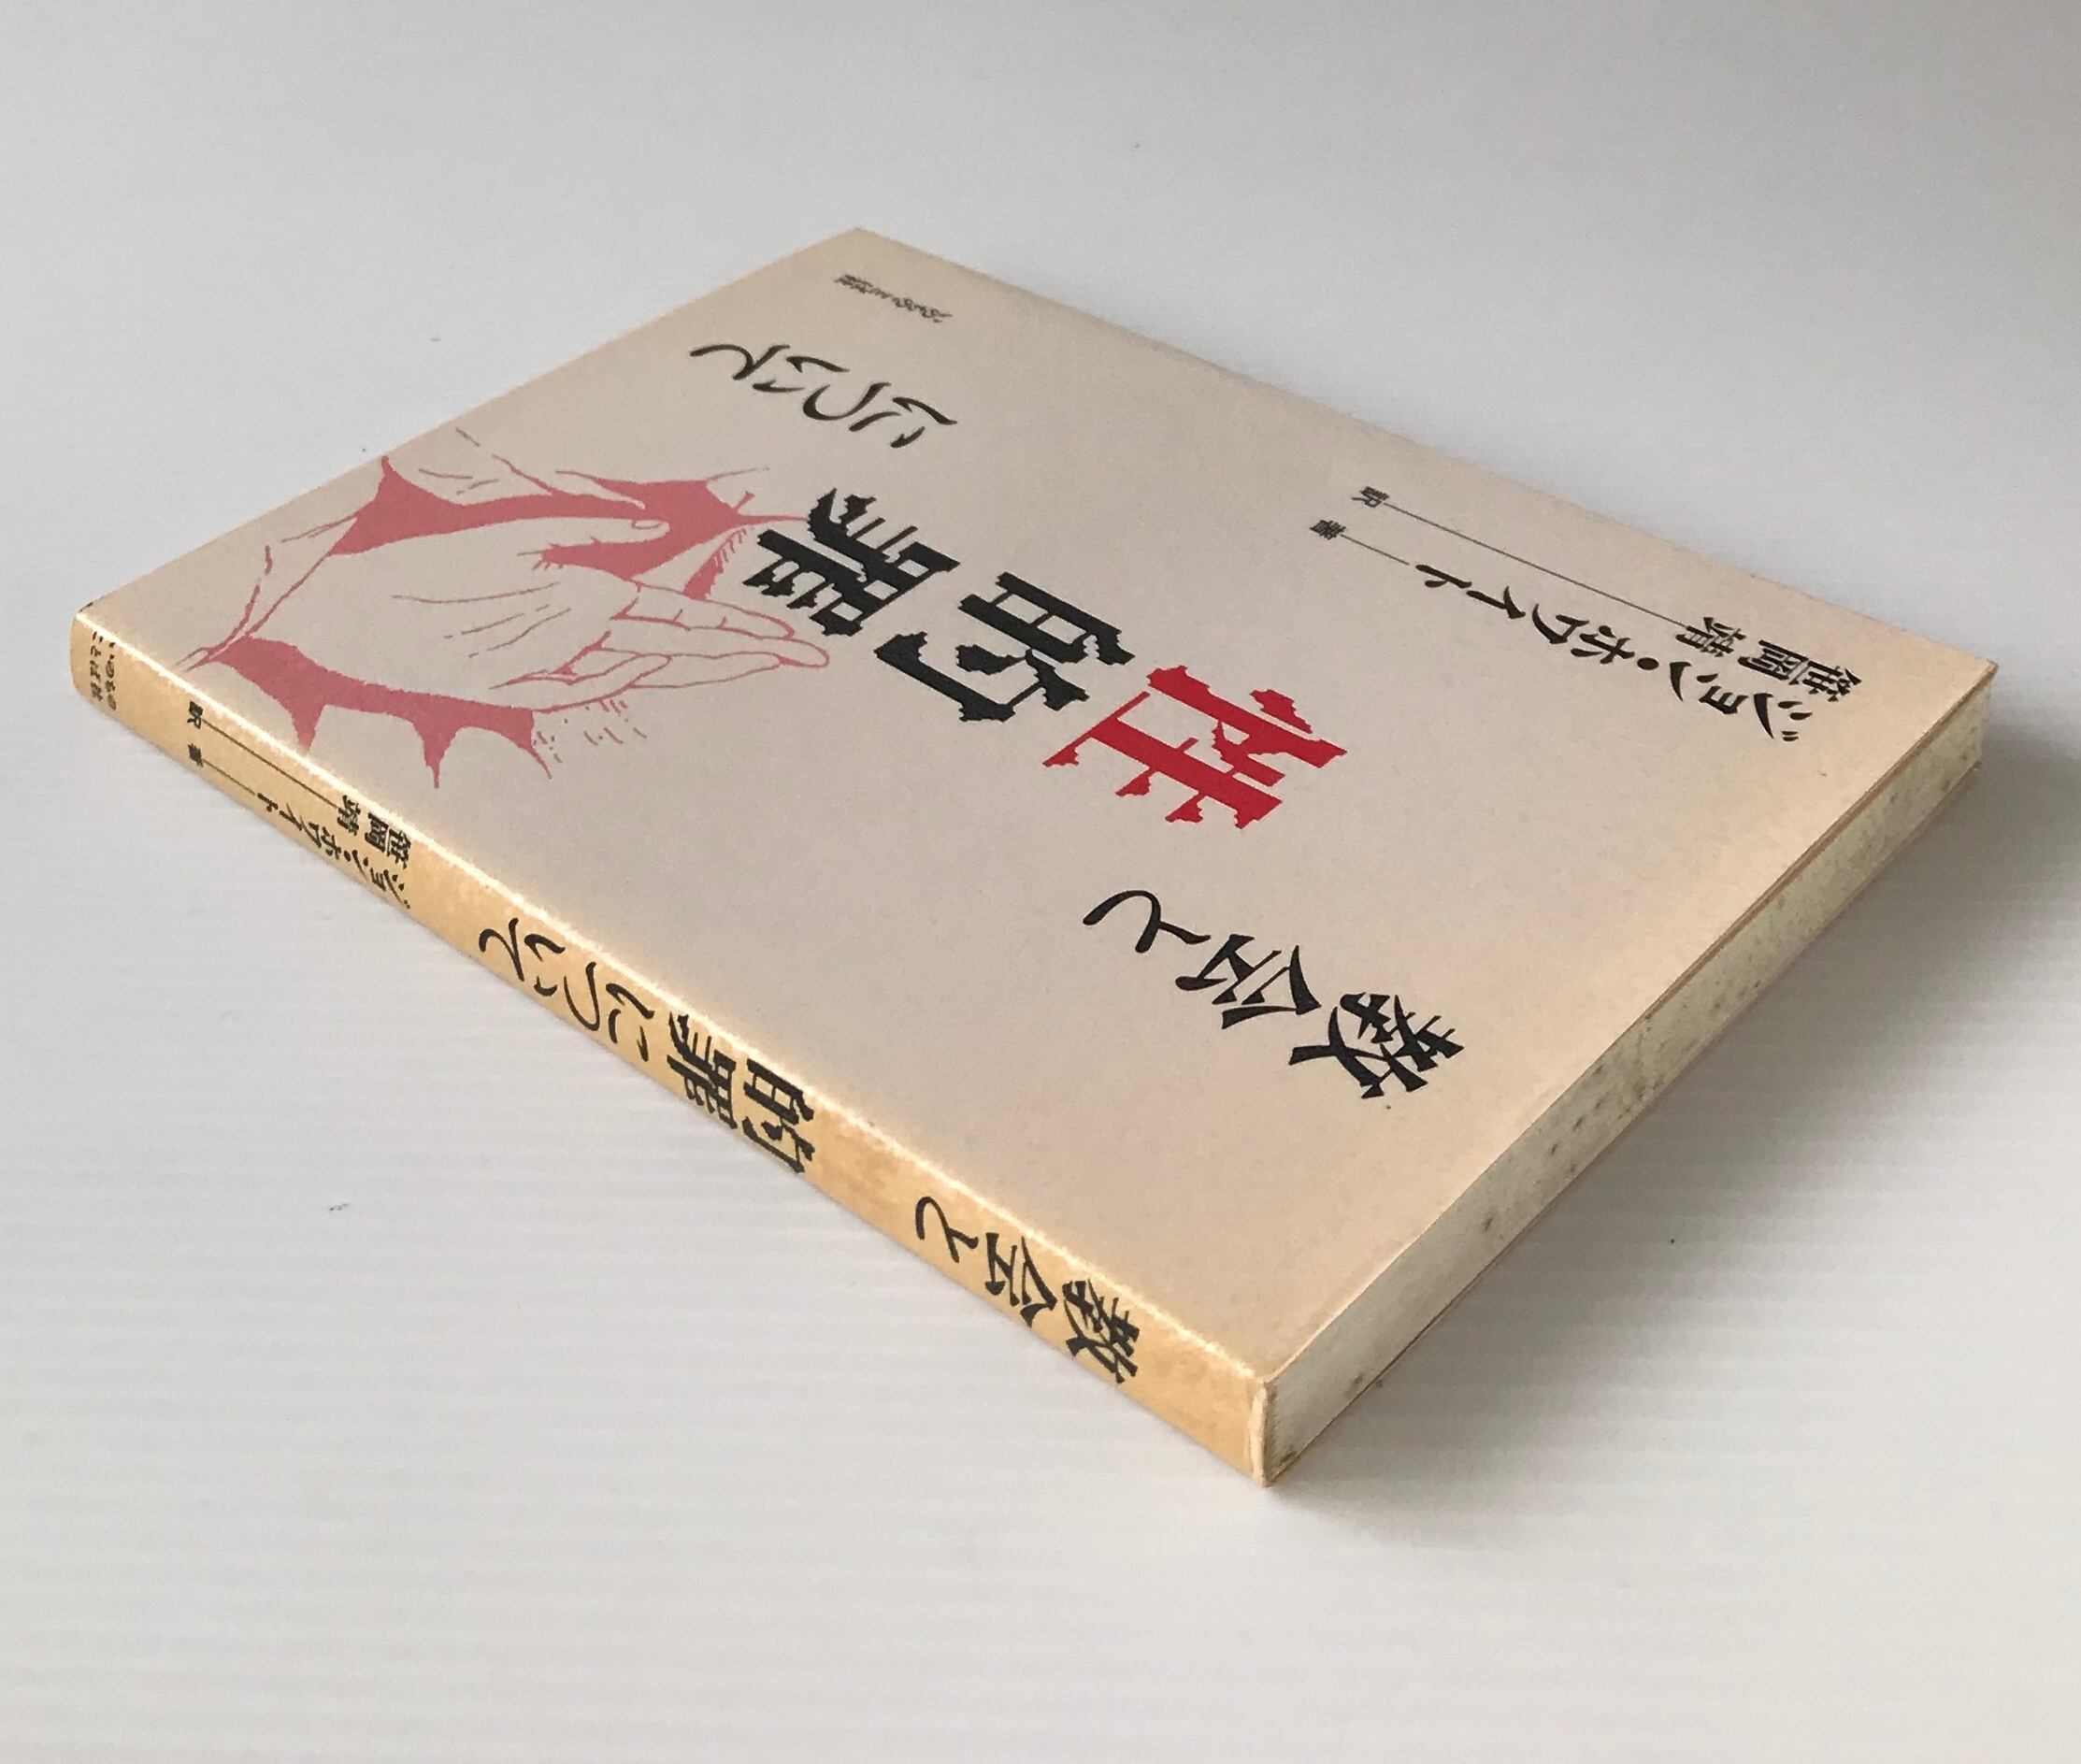 ジョン・ホワイト——著
笹岡 靖————訳
教会と
性的罪
について
教会と 的罪について
ジョン・ホワイト——著
笹岡 靖————訳